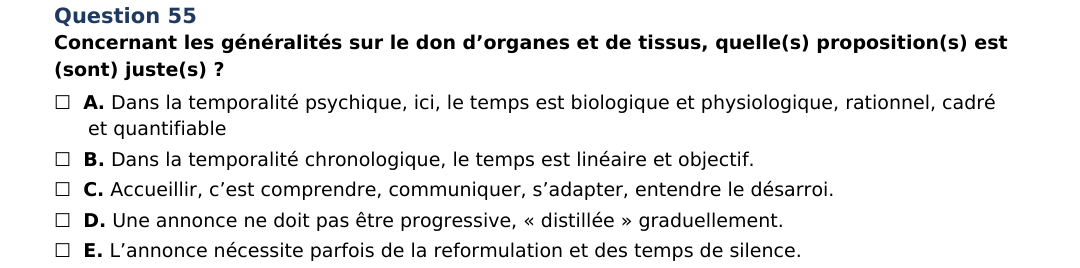 Question 55
Concernant les généralités sur le don d’organes et de tissus, quelle(s) proposition(s) est
(sont) juste(s) ?
☐ A. Dans la temporalité psychique, ici, le temps est biologique et physiologique, rationnel, cadré
et quantifiable
☐ B. Dans la temporalité chronologique, le temps est linéaire et objectif.
☐ C. Accueillir, c’est comprendre, communiquer, s’adapter, entendre le désarroi.
☐ D. Une annonce ne doit pas être progressive, « distillée » graduellement.
☐ E. L’annonce nécessite parfois de la reformulation et des temps de silence.